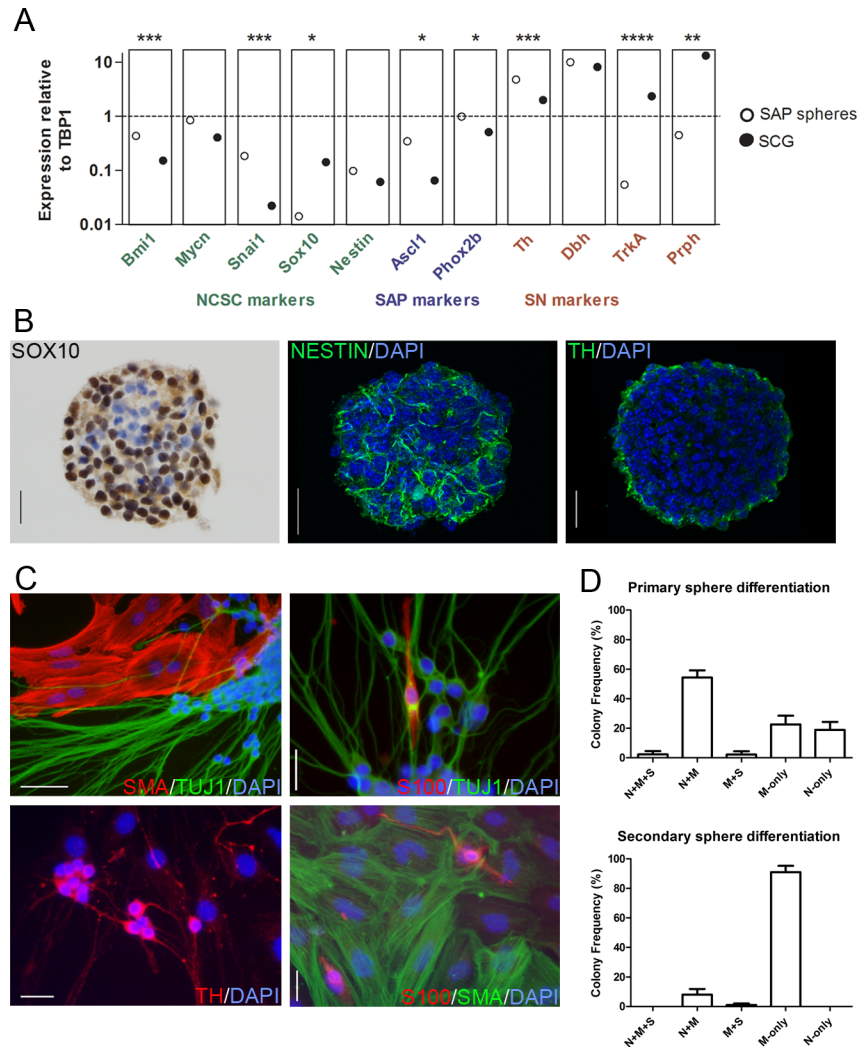 A
*** *** * * * *** **** **
Expression relative
to TBP1
10
1
0.1
0.01
SAP spheres
SCG
Bmi1 Mycn Snai1 Sox10 Nestin Ascl1 Phox2b Th Dbh TrkA Prph
NCSC markers SAP markers SN markers
B
SOX10 NESTIN/DAPI TH/DAPI
C
SMA/TUJ1/DAPI S100/TUJ1/DAPI
TH/DAPI S100/SMA/DAPI
D
Primary sphere differentiation
Colony Frequency (%)
100
80
60
40
20
0
N+M+S N+M M+S M-only N-only
Secondary sphere differentiation
Colony Frequency (%)
100
80
60
40
20
0
N+M+S N+M M+S M-only N-only